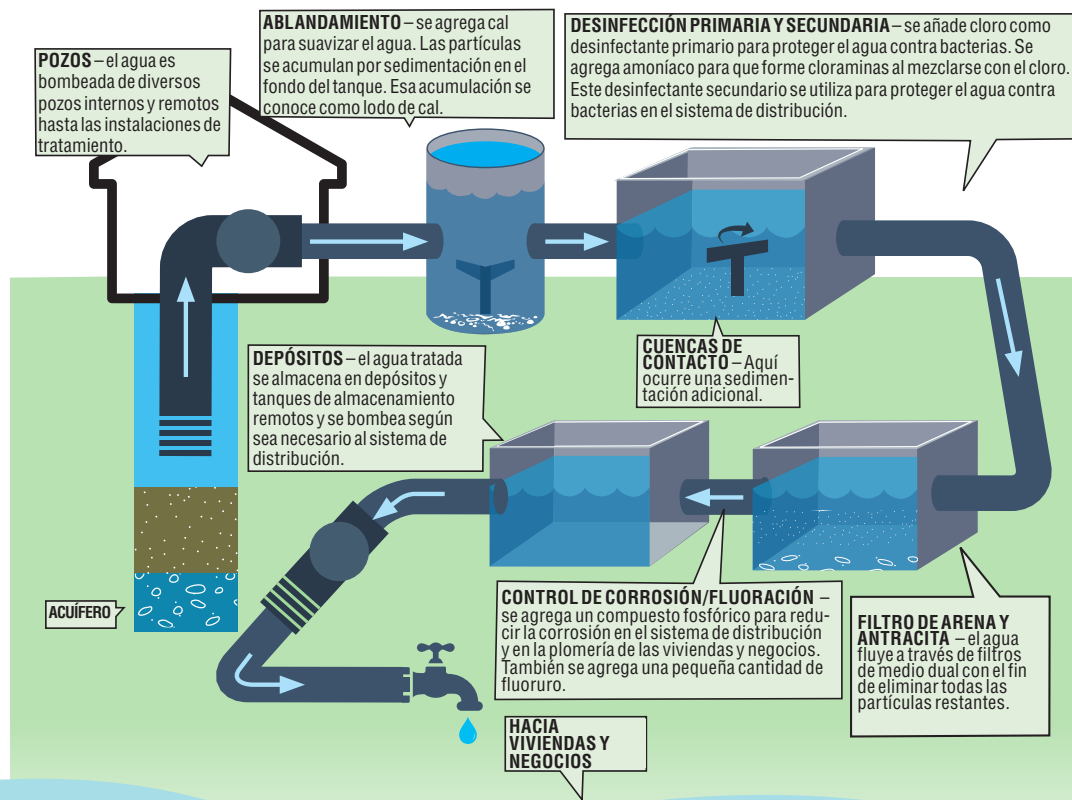 POZOS – el agua es
bombeada de diversos
pozos internos y remotos
hasta las instalaciones de
tratamiento.
ABLANDAMIENTO – se agrega cal
para suavizar el agua. Las partículas
se acumulan por sedimentación en el
fondo del tanque. Esa acumulación se
conoce como lodo de cal.
DESINFECCIÓN PRIMARIA Y SECUNDARIA – se añade cloro como
desinfectante primario para proteger el agua contra bacterias. Se
agrega amoníaco para que forme cloraminas al mezclarse con el cloro.
Este desinfectante secundario se utiliza para proteger el agua contra
bacterias en el sistema de distribución.
CUENCAS DE
CONTACTO – Aquí
ocurre una sedimen-
tación adicional.
DEPÓSITOS – el agua tratada
se almacena en depósitos y
tanques de almacenamiento
remotos y se bombea según
sea necesario al sistema de
distribución.
CONTROL DE CORROSIÓN/FLUORACIÓN –
se agrega un compuesto fosfórico para redu-
cir la corrosión en el sistema de distribución
y en la plomería de las viviendas y negocios.
También se agrega una pequeña cantidad de
fluoruro.
FILTRO DE ARENA Y
ANTRACITA – el agua
fluye a través de filtros
de medio dual con el fin
de eliminar todas las
partículas restantes.
ACUÍFERO
HACIA
VIVIENDAS Y
NEGOCIOS